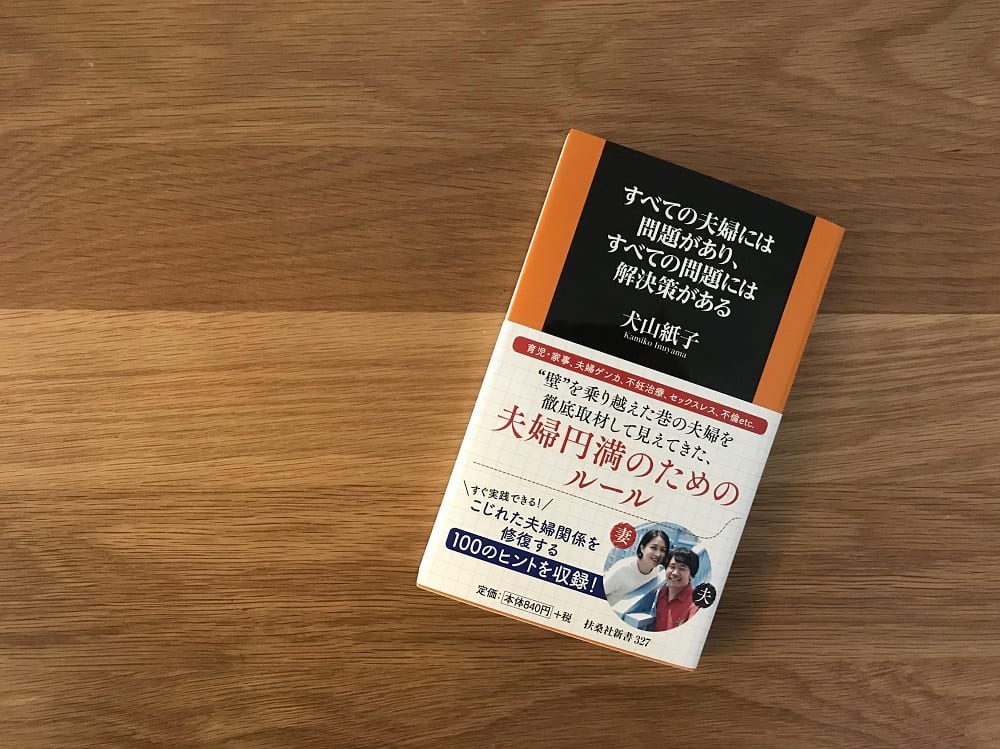 すべての夫婦には
問題があり、
すべての問題には
解決策がある
犬山紙子
Kamiko Inuyama
育児・家事、夫婦ゲンカ、不妊治療、セックスレス、不倫etc.
“壁”を乗り越えた巷の夫婦を
徹底取材して見えてきた、
夫婦円満のための
ルール
すぐ実践できる!
こじれた夫婦関係を
修復する
100のヒントを収録!
妻
夫
定価:本体840円+税
扶桑社新書 327